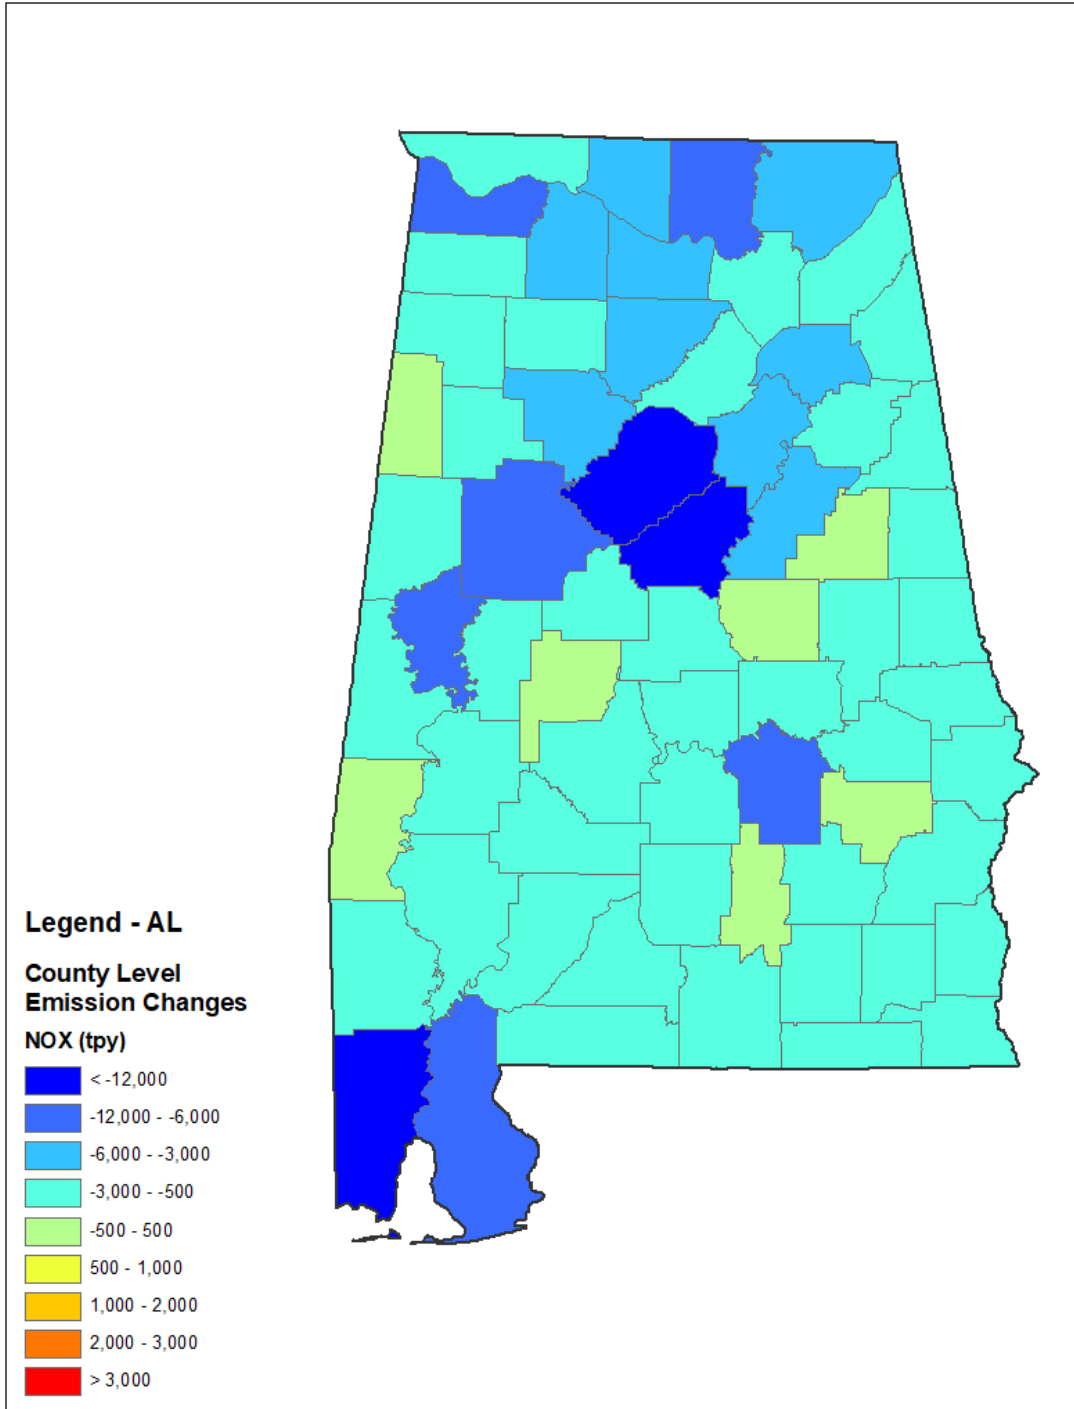 Legend - AL
County Level
Emission Changes
NOX (tpy)
< -12,000
-12,000 - -6,000
-6,000 - -3,000
-3,000 - -500
-500 - 500
500 - 1,000
1,000 - 2,000
2,000 - 3,000
> 3,000